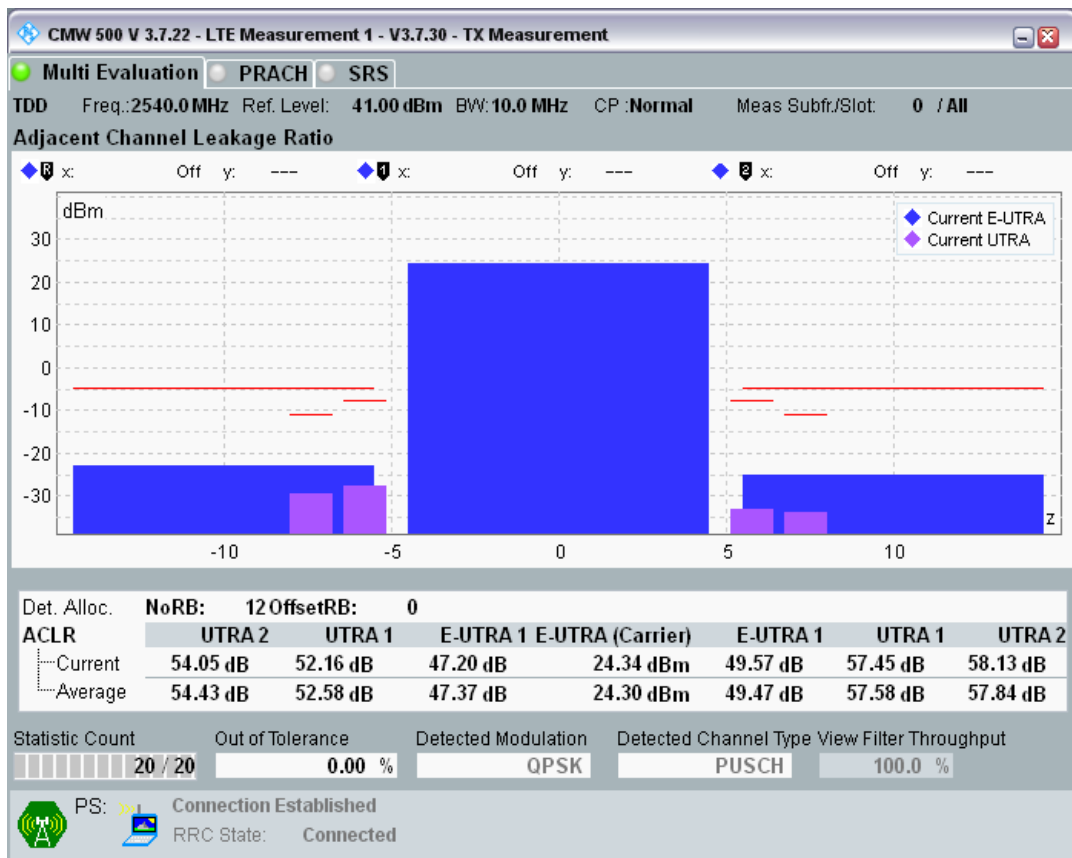 CMW 500 V 3.7.22 - LTE Measurement 1 - V3.7.30 - TX Measurement
Multi Evaluation PRACH SRS
TDD Freq.:2540.0 MHz Ref. Level: 41.00 dBm BW:10.0 MHz CP :Normal Meas Subfr./Slot: 0 / All
Adjacent Channel Leakage Ratio
R x: Off y: --- 1 x: Off y: --- 2 x: Off y: ---
dBm
Current E-UTRA
Current UTRA
30
20
10
0
-10
-20
-30
z
-10 -5 0 5 10
Det. Alloc. NoRB: 12 OffsetRB: 0
ACLR UTRA 2 UTRA 1 E-UTRA 1 E-UTRA (Carrier) E-UTRA 1 UTRA 1 UTRA 2
Current 54.05 dB 52.16 dB 47.20 dB 24.34 dBm 49.57 dB 57.45 dB 58.13 dB
Average 54.43 dB 52.58 dB 47.37 dB 24.30 dBm 49.47 dB 57.58 dB 57.84 dB
Statistic Count Out of Tolerance Detected Modulation Detected Channel Type View Filter Throughput
20 / 20 0.00 % QPSK PUSCH 100.0 %
PS: Connection Established
RRC State: Connected